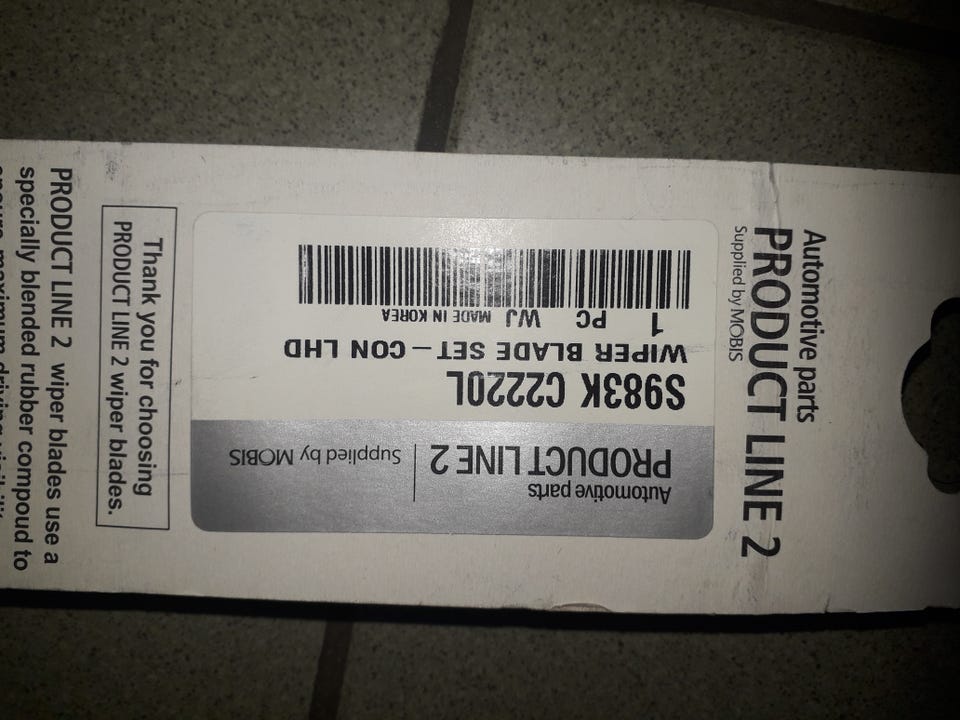 Automotive parts
PRODUCT LINE 2
Supplied by MOBIS
Automotive parts
PRODUCT LINE 2
Supplied by MOBIS
S983K C2220L
WIPER BLADE SET - CON LHD
1 PC WJ MADE IN KOREA
Thank you for choosing
PRODUCT LINE 2 wiper blades.
PRODUCT LINE 2 wiper blades use a
specially blended rubber compoud to